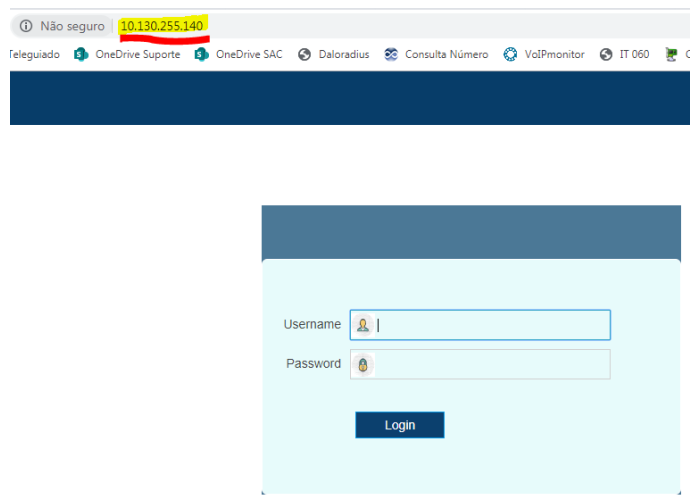 Não seguro 10.130.255.140
Teleguiado OneDrive Suporte OneDrive SAC Daloradius Consulta Número VoIPmonitor IT 060
Username
Password
Login